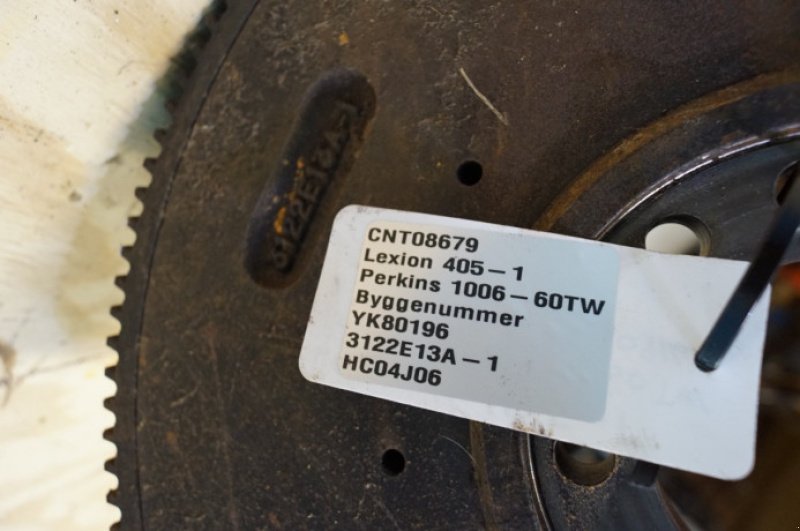 3122E13A-1
CNT08679
Lexion 405-1
Perkins 1006-60TW
Byggenummer
YK80196
3122E13A-1
HC04J06